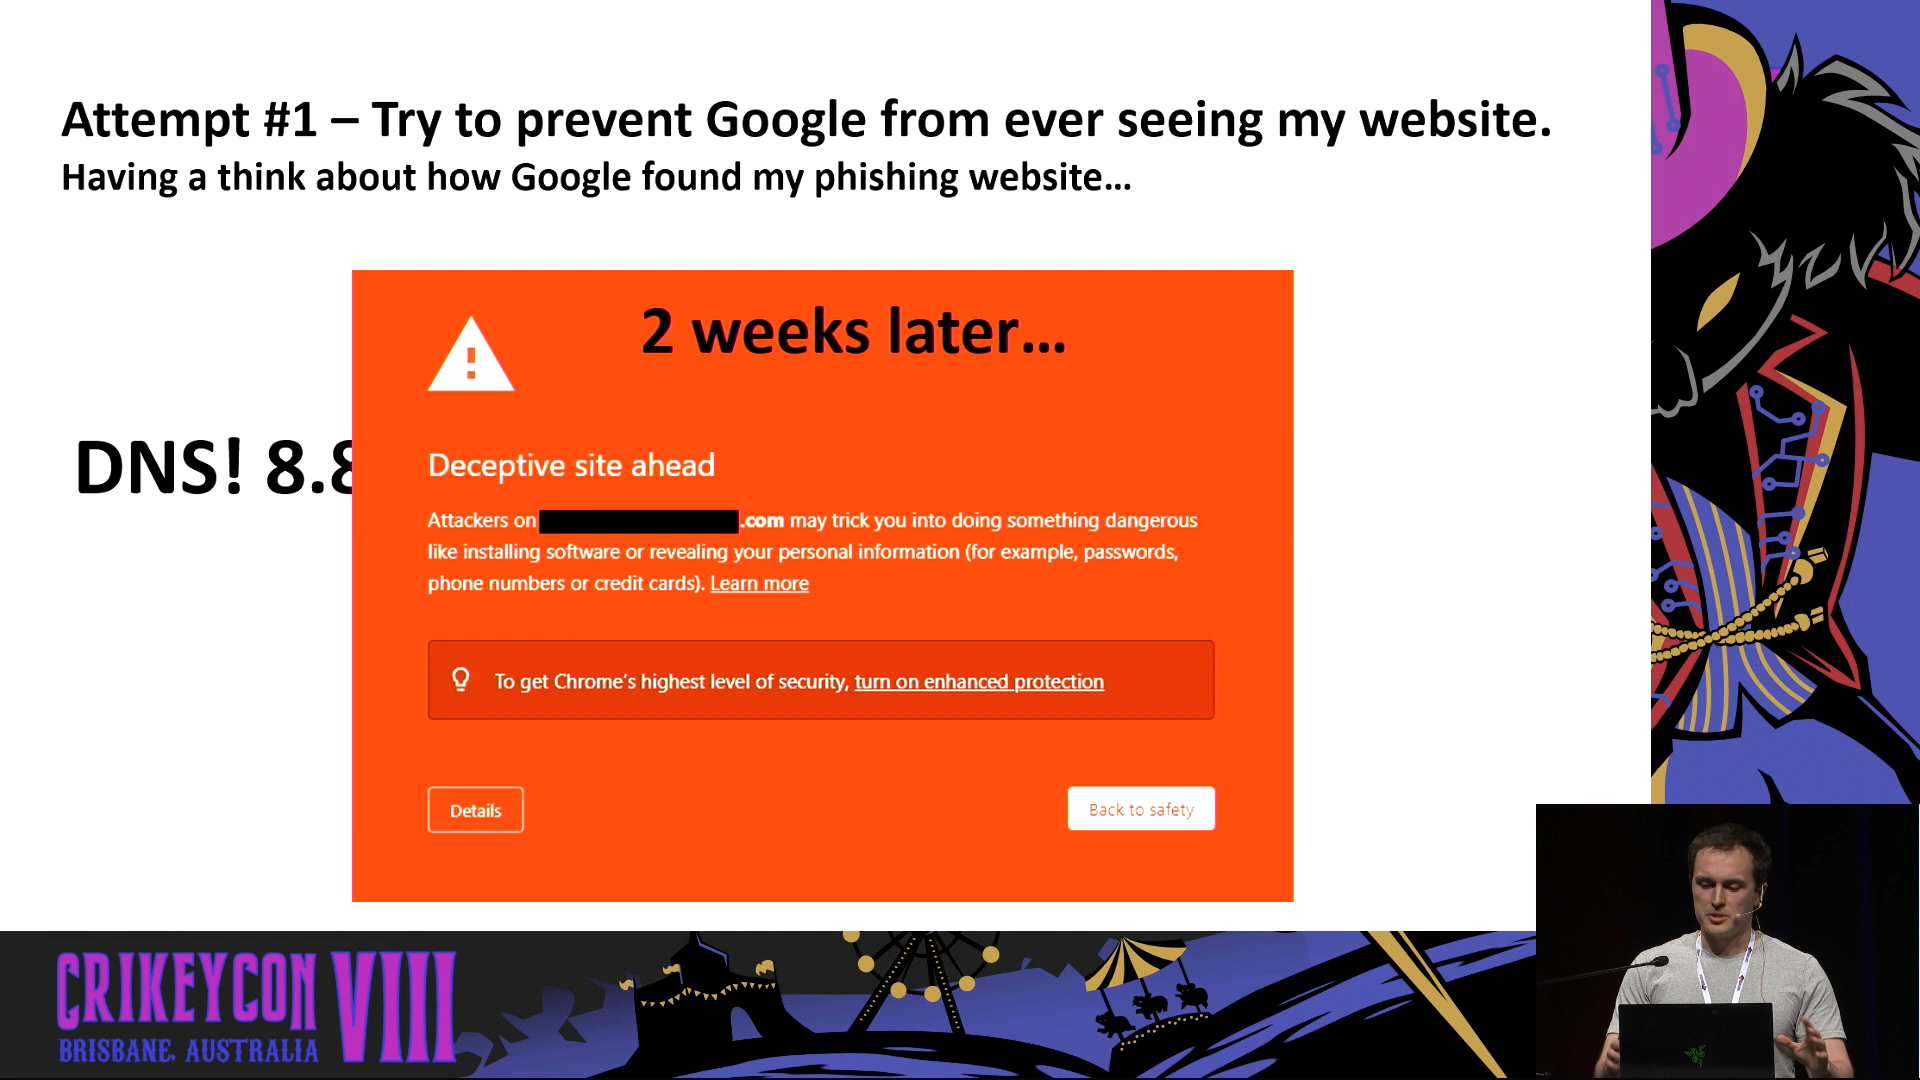 Attempt #1 – Try to prevent Google from ever seeing my website.
Having a think about how Google found my phishing website...
2 weeks later...
DNS! 8.8
Deceptive site ahead
Attackers on .com may trick you into doing something dangerous
like installing software or revealing your personal information (for example, passwords,
phone numbers or credit cards). Learn more
To get Chrome's highest level of security, turn on enhanced protection
Details
Back to safety
CRIKEYCON VIII
BRISBANE, AUSTRALIA